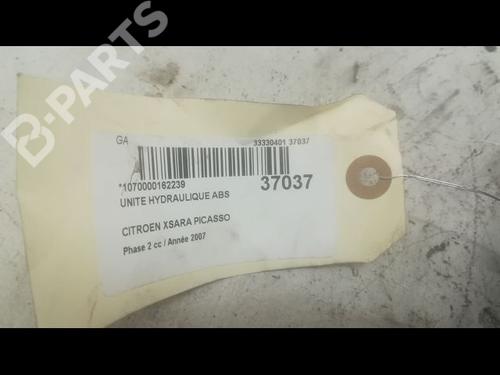 B-PARTS
GA
33330401 37037
*1070000162239
37037
UNITE HYDRAULIQUE ABS
CITROEN XSARA PICASSO
Phase 2 cc / Année 2007